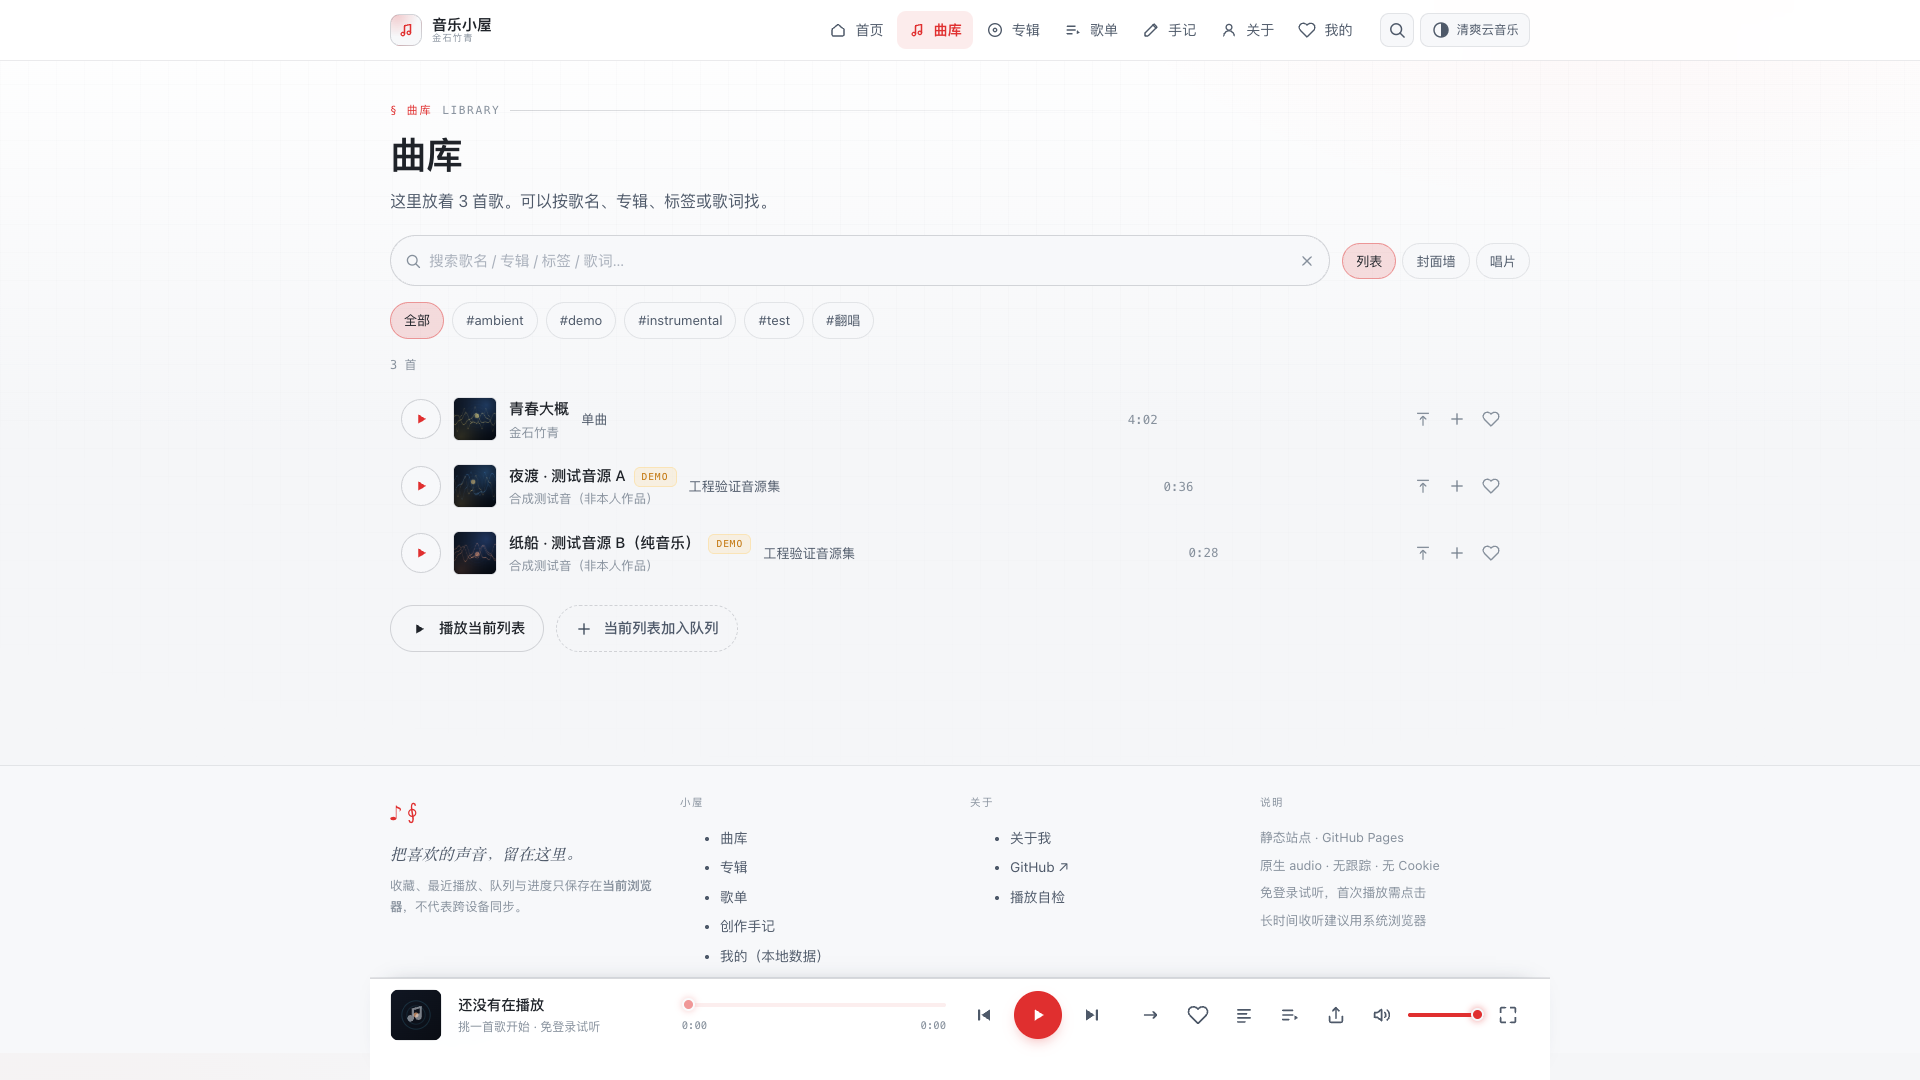 音乐小屋
金石竹青
首页
曲库
专辑
歌单
手记
关于
我的
清爽云音乐
§ 曲库 LIBRARY
曲库
这里放着 3 首歌。可以按歌名、专辑、标签或歌词找。
搜索歌名 / 专辑 / 标签 / 歌词...
列表
封面墙
唱片
全部
#ambient
#demo
#instrumental
#test
#翻唱
3 首
青春大概
金石竹青
单曲
4:02
夜渡 · 测试音源 A
DEMO
合成测试音（非本人作品）
工程验证音源集
0:36
纸船 · 测试音源 B（纯音乐）
DEMO
合成测试音（非本人作品）
工程验证音源集
0:28
播放当前列表
当前列表加入队列
把喜欢的声音，留在这里。
收藏、最近播放、队列与进度只保存在当前浏览
器，不代表跨设备同步。
小屋
曲库
专辑
歌单
创作手记
我的（本地数据）
关于
关于我
GitHub ↗
播放自检
说明
静态站点 · GitHub Pages
原生 audio · 无跟踪 · 无 Cookie
免登录试听，首次播放需点击
长时间收听建议用系统浏览器
还没有在播放
挑一首歌开始 · 免登录试听
0:00
0:00